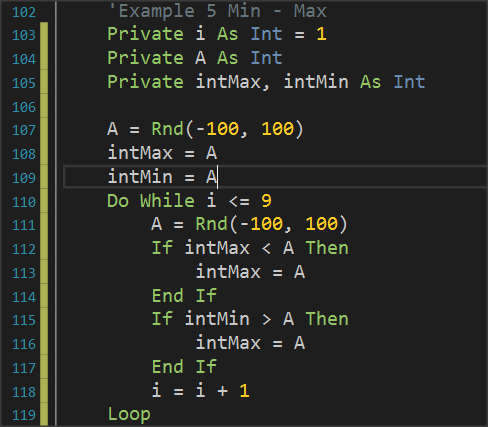 102 'Example 5 Min - Max
103 Private i As Int = 1
104 Private A As Int
105 Private intMax, intMin As Int
106
107 A = Rnd(-100, 100)
108 intMax = A
109 intMin = A
110 Do While i <= 9
111 A = Rnd(-100, 100)
112 If intMax < A Then
113 intMax = A
114 End If
115 If intMin > A Then
116 intMax = A
117 End If
118 i = i + 1
119 Loop